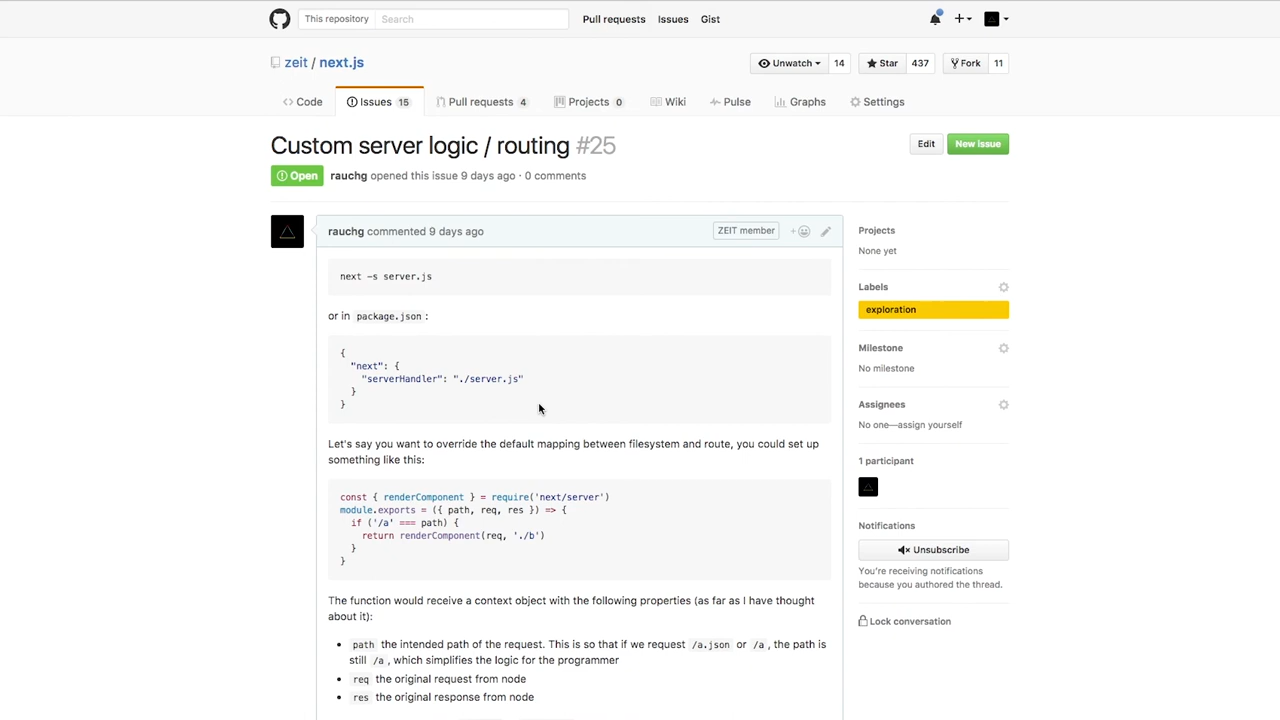 This repository Search Pull requests Issues Gist
zeit / next.js
Unwatch 14 Star 437 Fork 11
Code Issues 15 Pull requests 4 Projects 0 Wiki Pulse Graphs Settings
Custom server logic / routing #25
Edit New issue
Open rauchg opened this issue 9 days ago · 0 comments
rauchg commented 9 days ago
ZEIT member
next -s server.js
or in package.json :
{
"next": {
"serverHandler": "./server.js"
}
}
Let's say you want to override the default mapping between filesystem and route, you could set up
something like this:
const { renderComponent } = require('next/server')
module.exports = ({ path, req, res }) => {
if ('/a' === path) {
return renderComponent(req, './b')
}
}
The function would receive a context object with the following properties (as far as I have thought
about it):
• path the intended path of the request. This is so that if we request /a.json or /a , the path is
still /a , which simplifies the logic for the programmer
• req the original request from node
• res the original response from node
Projects
None yet
Labels
exploration
Milestone
No milestone
Assignees
No one—assign yourself
1 participant
Notifications
Unsubscribe
You're receiving notifications
because you authored the thread.
Lock conversation